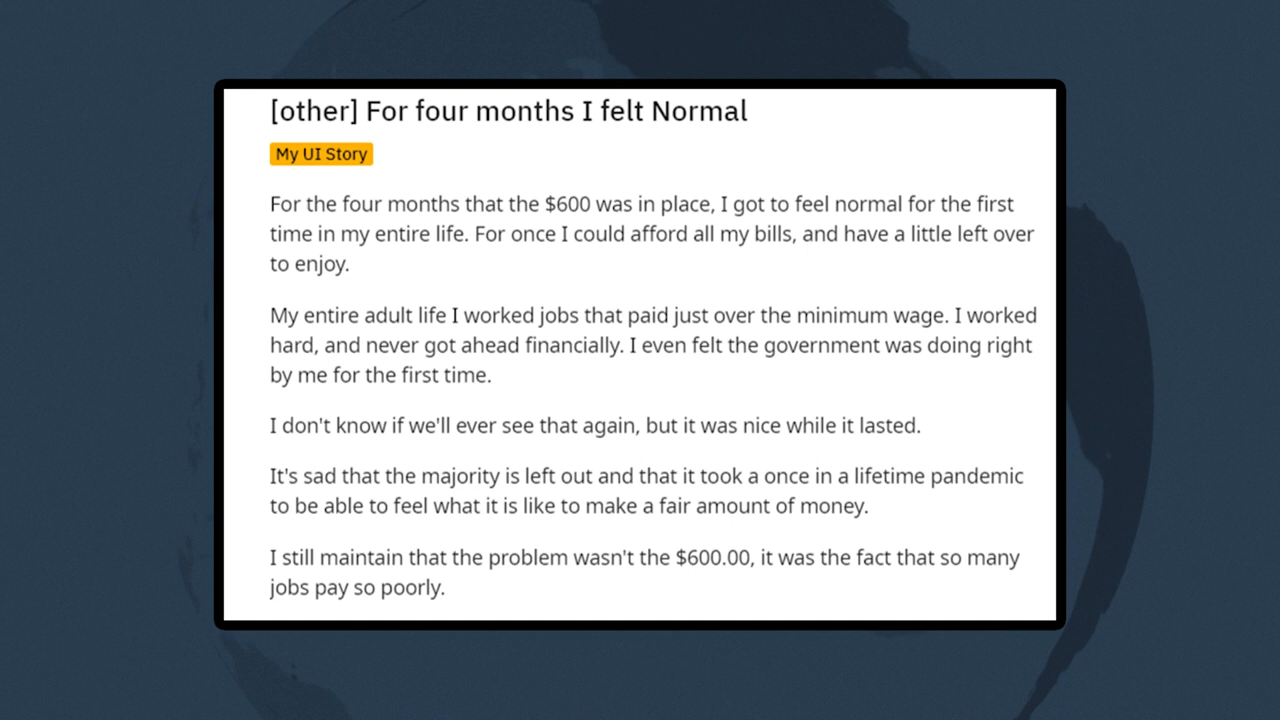 [other] For four months I felt Normal
My UI Story
For the four months that the $600 was in place, I got to feel normal for the first
time in my entire life. For once I could afford all my bills, and have a little left over
to enjoy.
My entire adult life I worked jobs that paid just over the minimum wage. I worked
hard, and never got ahead financially. I even felt the government was doing right
by me for the first time.
I don't know if we'll ever see that again, but it was nice while it lasted.
It's sad that the majority is left out and that it took a once in a lifetime pandemic
to be able to feel what it is like to make a fair amount of money.
I still maintain that the problem wasn't the $600.00, it was the fact that so many
jobs pay so poorly.